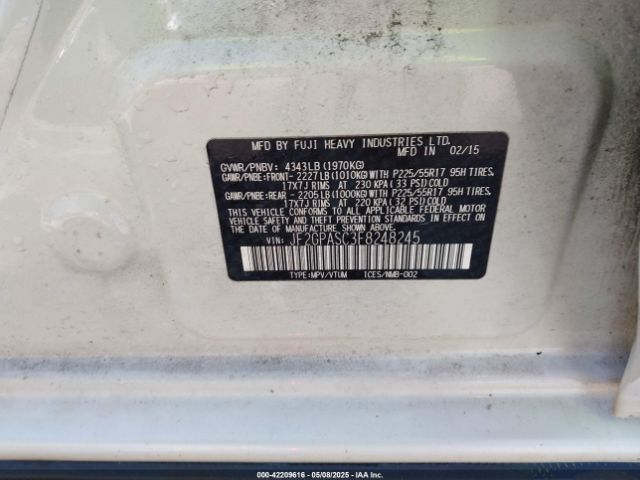 MFD BY FUJI HEAVY INDUSTRIES LTD. 02/15
GVWR/PNBV: 4343LB (1970KG)
GAWR/PNBE:FRONT- 2227LB (1010KG) WITH P225/55R17 95H TIRES.
17X7J RIMS AT 230 KPA (33 PSI) COLD
GAWR/PNBE:REAR - 2205LB (1000KG) WITH P225/55R17 95H TIRES.
17X7J RIMS AT 220 KPA (32 PSI) COLD
THIS VEHICLE CONFORMS TO ALL APPLICABLE FEDERAL MOTOR
VEHICLE SAFETY AND BUMPER STANDARDS IN EFFECT ON THE
DATE OF MANUFACTURE SHOWN ABOVE.
VIN: JF2GPASC3F8248245
TYPE:MPV/VTUM ICES/NMB-002
000-42209616 - 05/08/2025 - IAA Inc.